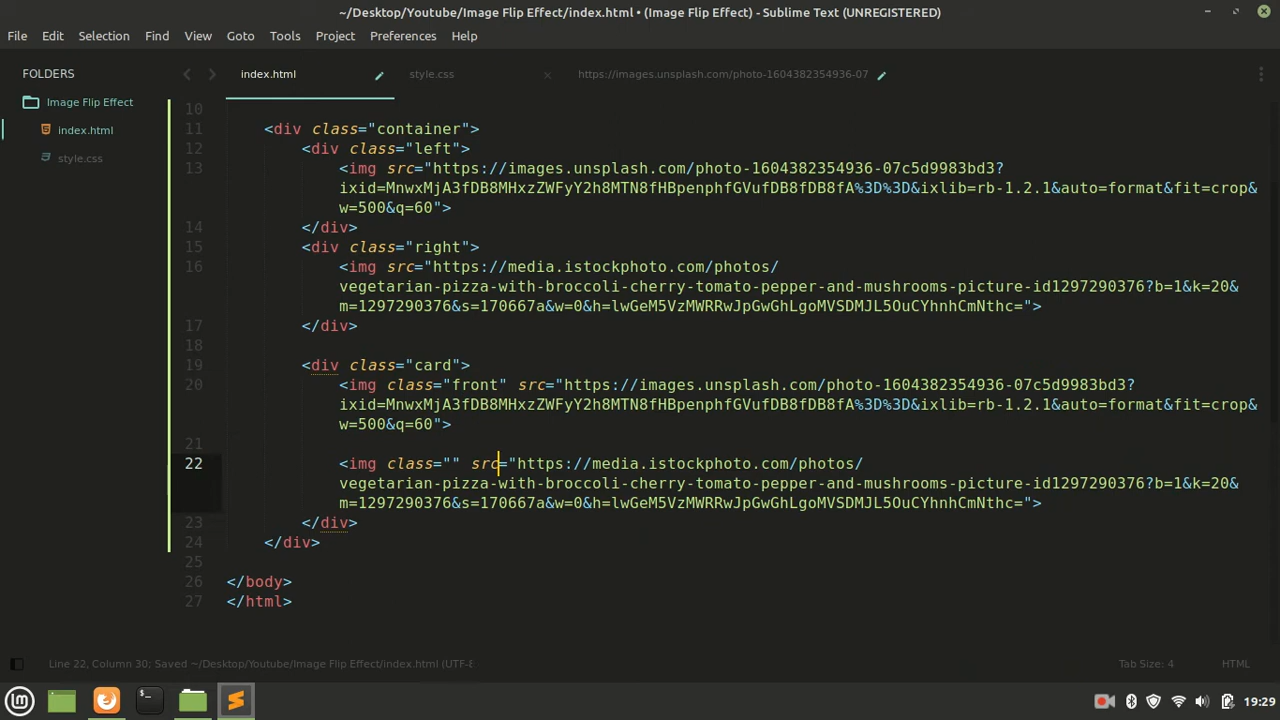 ~/Desktop/Youtube/Image Flip Effect/index.html • (Image Flip Effect) - Sublime Text (UNREGISTERED)
File Edit Selection Find View Goto Tools Project Preferences Help
FOLDERS
Image Flip Effect
index.html
style.css
index.html style.css https://images.unsplash.com/photo-1604382354936-07
10
11 <div class="container">
12 <div class="left">
13 <img src="https://images.unsplash.com/photo-1604382354936-07c5d9983bd3?
ixid=MnwxMjA3fDB8MHxzZWFyY2h8MTN8fHBpenphfGVufDB8fDB8fA%3D%3D&ixlib=rb-1.2.1&auto=format&fit=crop&
w=500&q=60">
14 </div>
15 <div class="right">
16 <img src="https://media.istockphoto.com/photos/
vegetarian-pizza-with-broccoli-cherry-tomato-pepper-and-mushrooms-picture-id1297290376?b=1&k=20&
m=1297290376&s=170667a&w=0&h=lwGeM5VzMWRRwJpGwGhLgoMVSDMJL5OuCYhnhCmNthc=">
17 </div>
18
19 <div class="card">
20 <img class="front" src="https://images.unsplash.com/photo-1604382354936-07c5d9983bd3?
ixid=MnwxMjA3fDB8MHxzZWFyY2h8MTN8fHBpenphfGVufDB8fDB8fA%3D%3D&ixlib=rb-1.2.1&auto=format&fit=crop&
w=500&q=60">
21
22 <img class="" src="https://media.istockphoto.com/photos/
vegetarian-pizza-with-broccoli-cherry-tomato-pepper-and-mushrooms-picture-id1297290376?b=1&k=20&
m=1297290376&s=170667a&w=0&h=lwGeM5VzMWRRwJpGwGhLgoMVSDMJL5OuCYhnhCmNthc=">
23 </div>
24 </div>
25
26 </body>
27 </html>
Line 22, Column 30: Saved ~/Desktop/Youtube/Image Flip Effect/index.html (UTF-8 Tab Size: 4 HTML
19:29